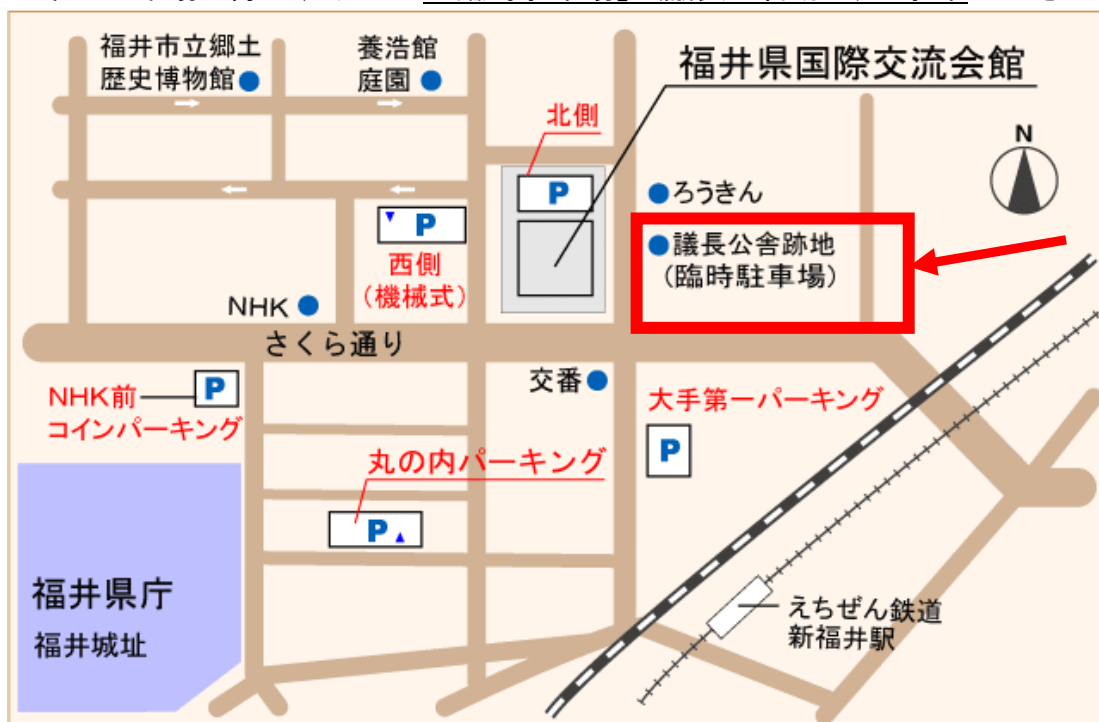 福井市立郷土
歴史博物館
養浩館
庭園
福井県国際交流会館
北側
P
N
ろうきん
P
西側
(機械式)
議長公舎跡地
(臨時駐車場)
NHK
さくら通り
交番
NHK前
コインパーキング
P
大手第一パーキング
P
丸の内パーキング
P
福井県庁
福井城址
えちぜん鉄道
新福井駅